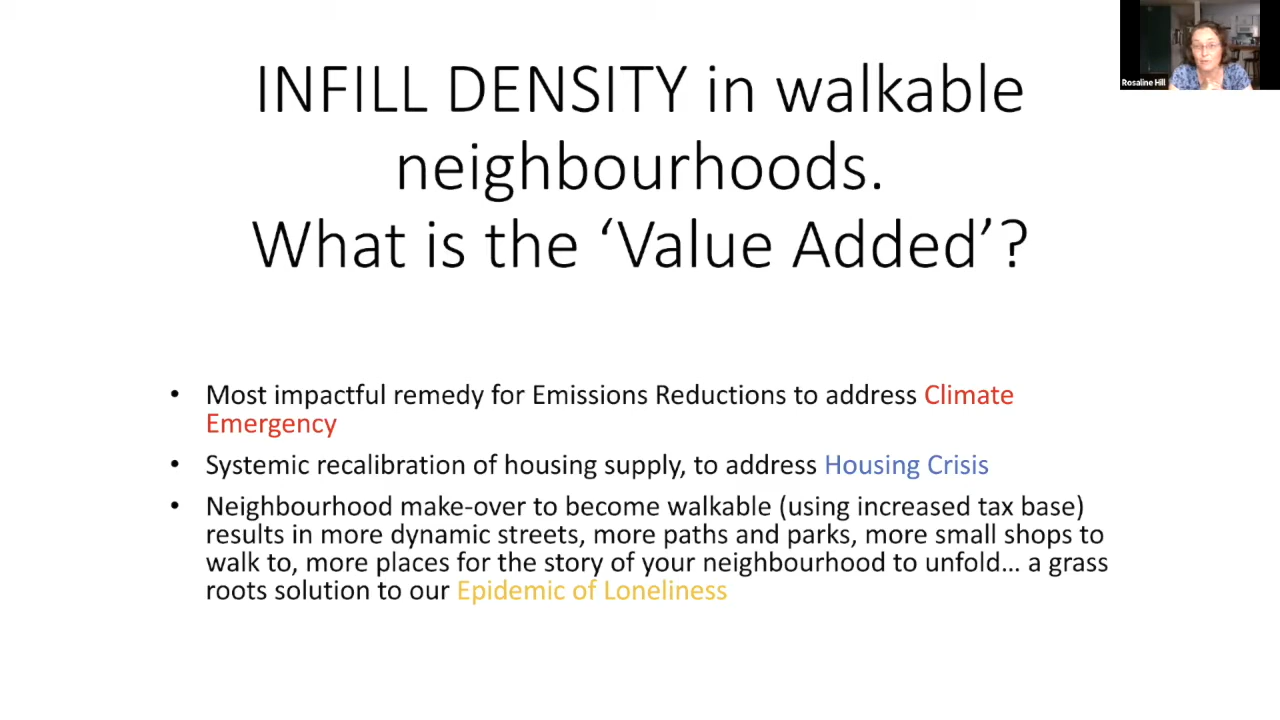 INFILL DENSITY in walkable
neighbourhoods.
What is the ‘Value Added’?
Rosaline Hill
• Most impactful remedy for Emissions Reductions to address Climate
Emergency
• Systemic recalibration of housing supply, to address Housing Crisis
• Neighbourhood make-over to become walkable (using increased tax base)
results in more dynamic streets, more paths and parks, more small shops to
walk to, more places for the story of your neighbourhood to unfold… a grass
roots solution to our Epidemic of Loneliness